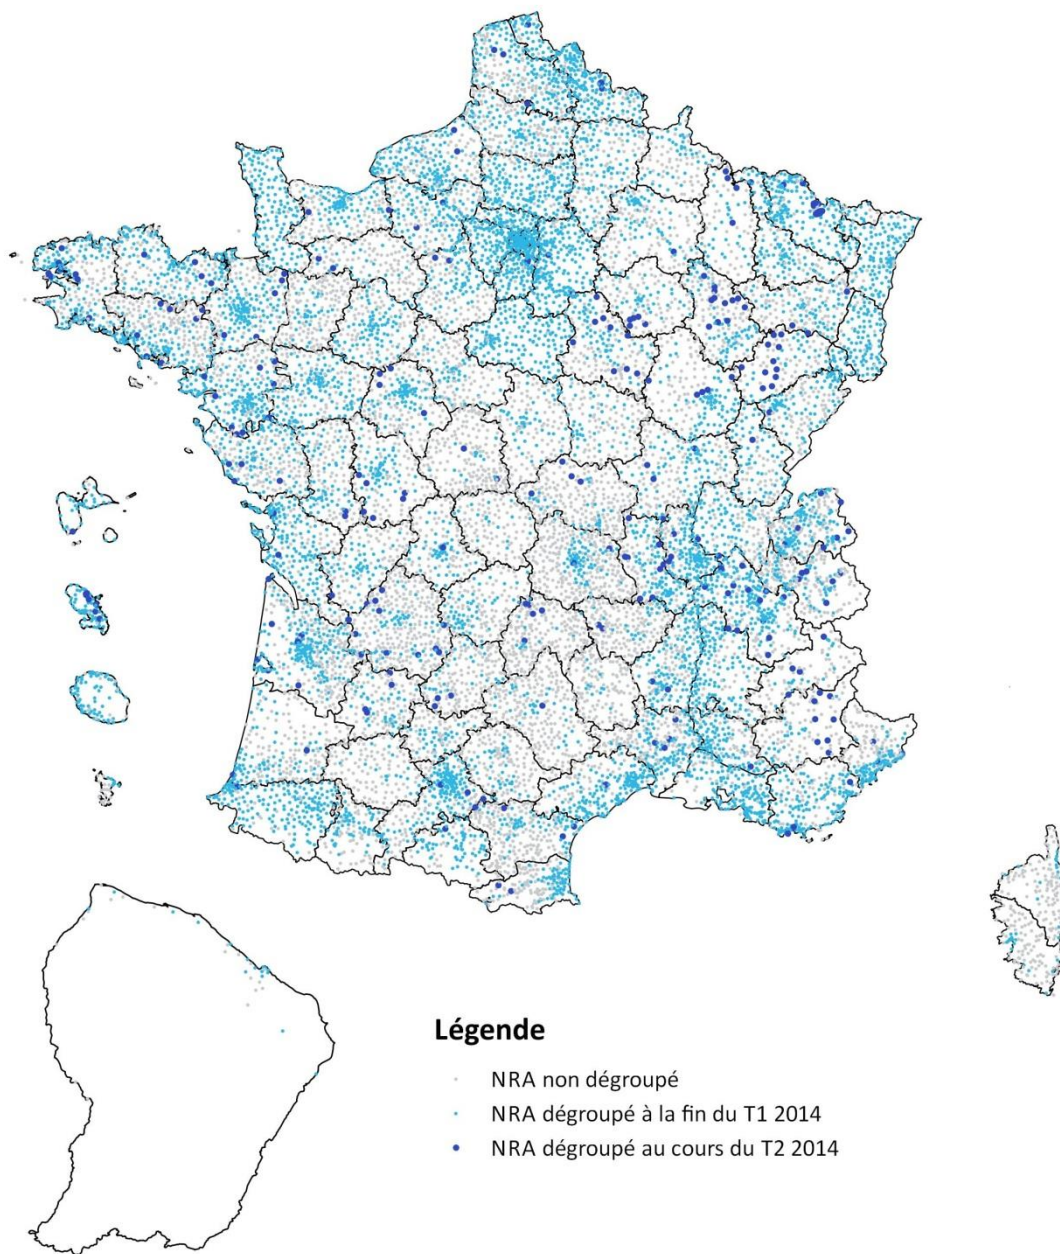 Légende
NRA non dégroupé
NRA dégroupé à la fin du T1 2014
NRA dégroupé au cours du T2 2014